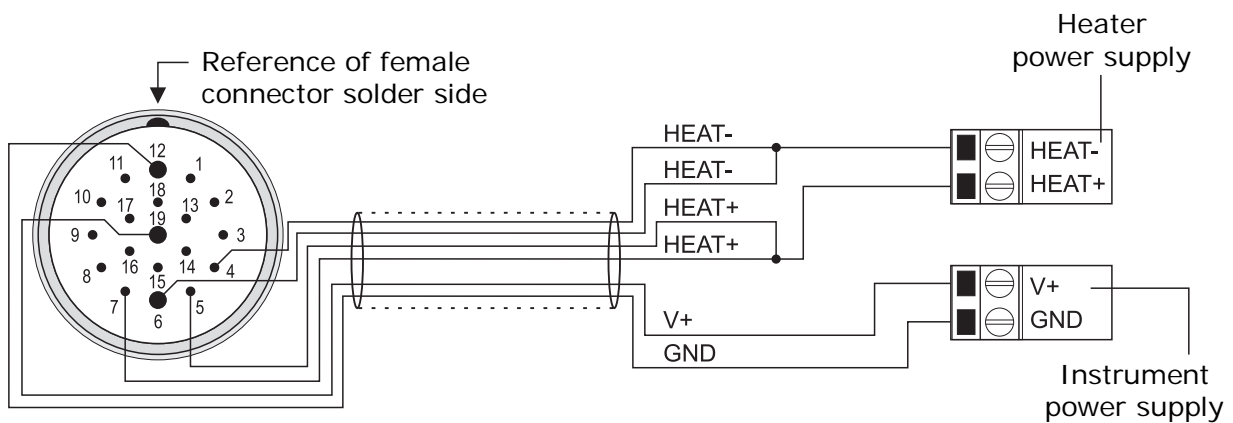 Heater
power supply
Reference of female
connector solder side
HEAT-
HEAT-
HEAT+
HEAT+
HEAT-
HEAT+
12
11
1
10
18
2
17
13
19
9
3
16
14
8
15
4
7
5
6
V+
GND
V+
GND
Instrument
power supply